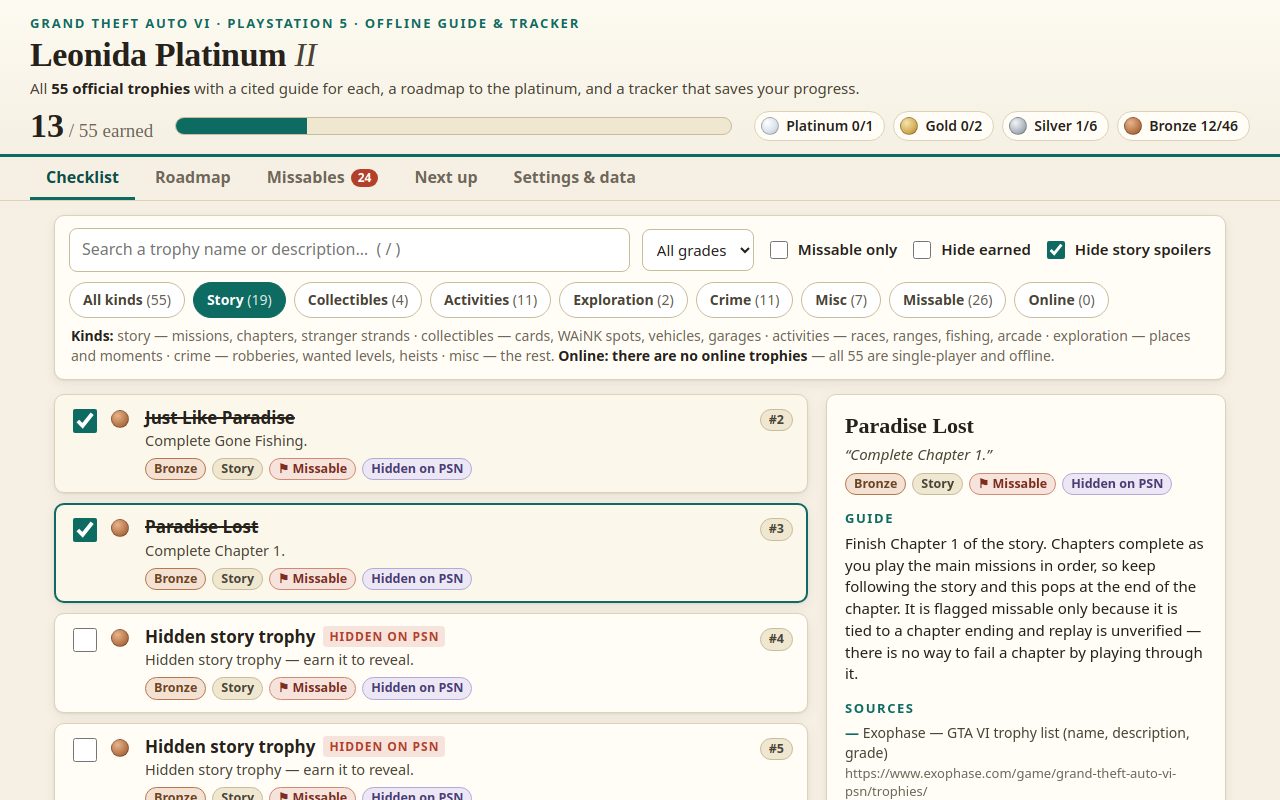 GRAND THEFT AUTO VI · PLAYSTATION 5 · OFFLINE GUIDE & TRACKER
Leonida Platinum II
All 55 official trophies with a cited guide for each, a roadmap to the platinum, and a tracker that saves your progress.
13 / 55 earned
Platinum 0/1
Gold 0/2
Silver 1/6
Bronze 12/46
Checklist
Roadmap
Missables 24
Next up
Settings & data
Search a trophy name or description… ( / )
All grades
Missable only
Hide earned
Hide story spoilers
All kinds (55)
Story (19)
Collectibles (4)
Activities (11)
Exploration (2)
Crime (11)
Misc (7)
Missable (26)
Online (0)
Kinds: story — missions, chapters, stranger strands · collectibles — cards, WAiNK spots, vehicles, garages · activities — races, ranges, fishing, arcade · exploration — places
and moments · crime — robberies, wanted levels, heists · misc — the rest. Online: there are no online trophies — all 55 are single-player and offline.
Just Like Paradise
#2
Complete Gone Fishing.
Bronze
Story
⚑ Missable
Hidden on PSN
Paradise Lost
#3
Complete Chapter 1.
Bronze
Story
⚑ Missable
Hidden on PSN
Hidden story trophy HIDDEN ON PSN
#4
Hidden story trophy — earn it to reveal.
Bronze
Story
⚑ Missable
Hidden on PSN
Hidden story trophy HIDDEN ON PSN
#5
Hidden story trophy — earn it to reveal.
Bronze
Story
⚑ Missable
Hidden on PSN
Paradise Lost
“Complete Chapter 1.”
Bronze
Story
⚑ Missable
Hidden on PSN
GUIDE
Finish Chapter 1 of the story. Chapters complete as
you play the main missions in order, so keep
following the story and this pops at the end of the
chapter. It is flagged missable only because it is
tied to a chapter ending and replay is unverified —
there is no way to fail a chapter by playing through
it.
SOURCES
— Exophase — GTA VI trophy list (name, description,
grade)
https://www.exophase.com/game/grand-theft-auto-vi-
psn/trophies/